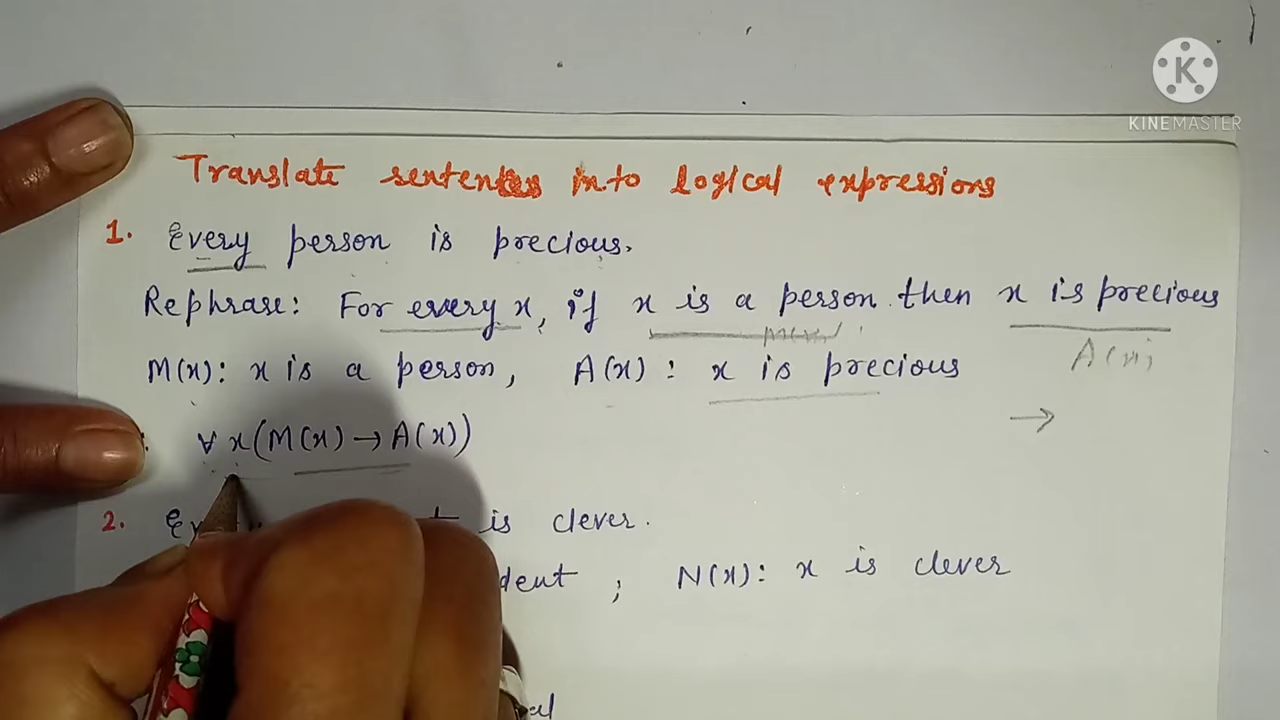 KINEMASTER
Translate sentences into logical expressions
1. Every person is precious.
Rephrase: For every x, if x is a person then x is precious
M(x) A(x)
M(x): x is a person, A(x): x is precious
→
∀x(M(x)→A(x))
2. is clever.
N(x): x is clever